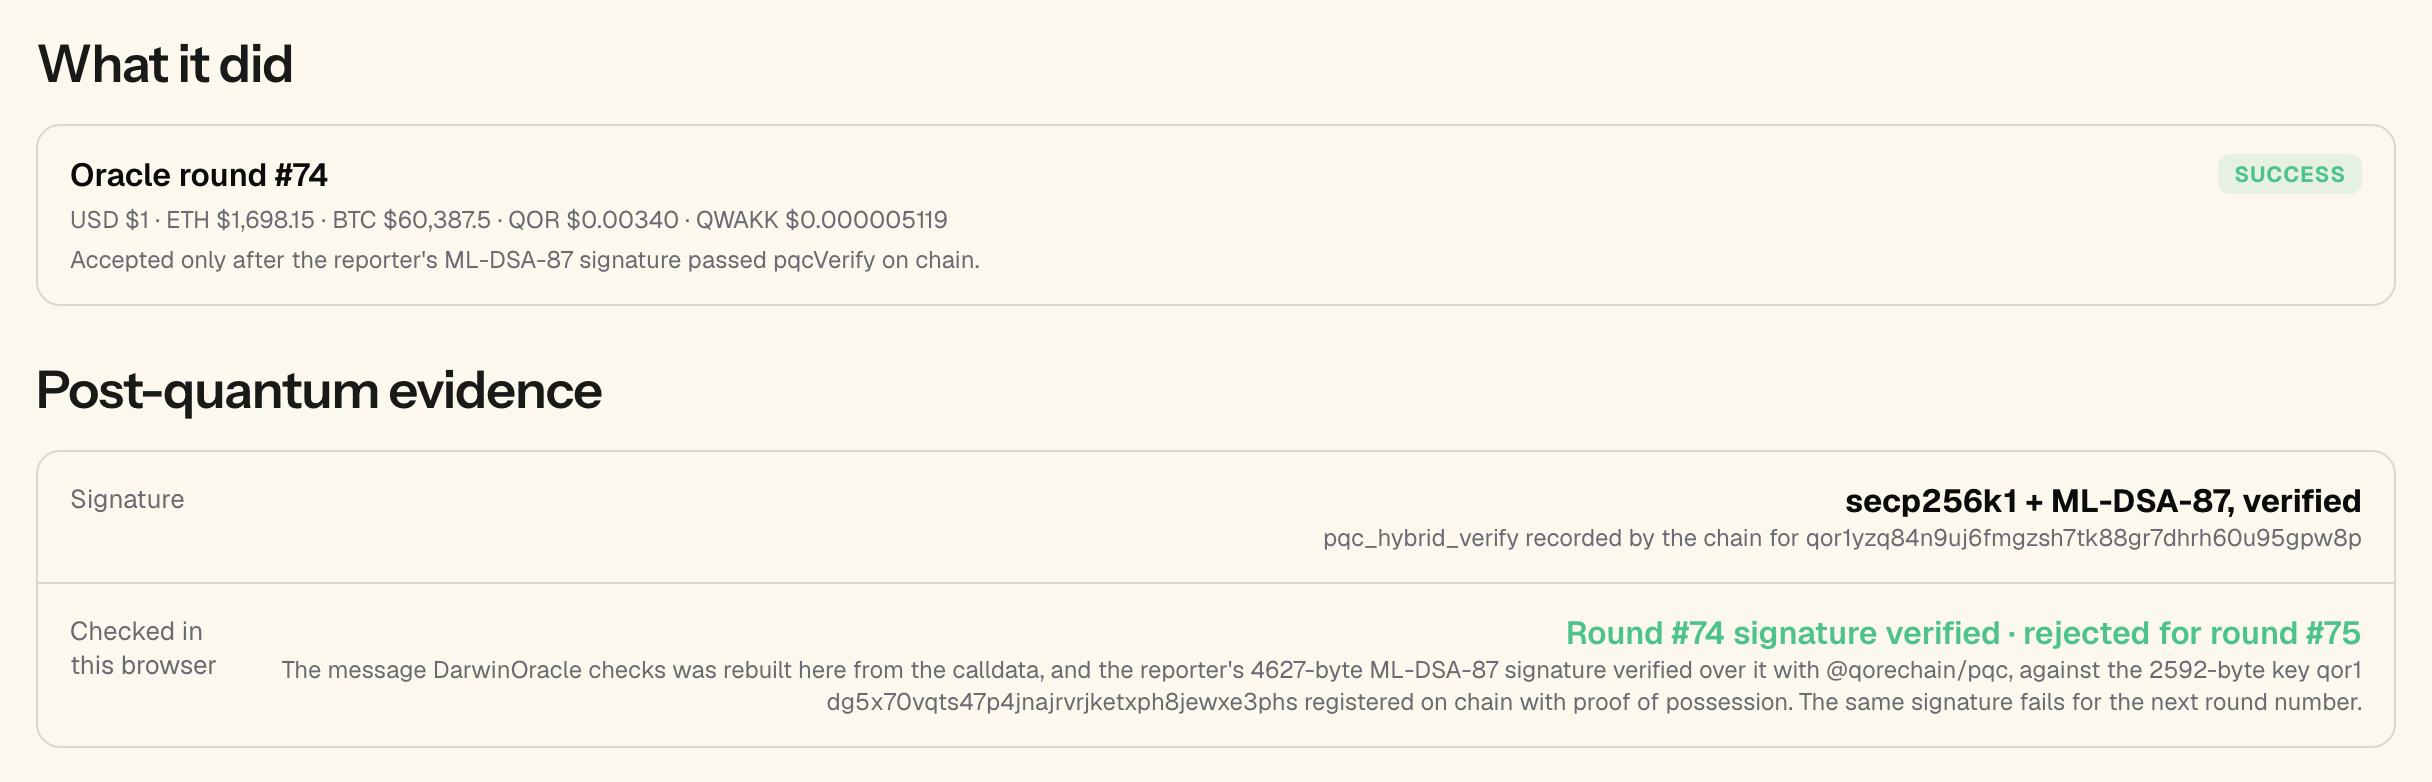 What it did
Oracle round #74
SUCCESS
USD $1 · ETH $1,698.15 · BTC $60,387.5 · QOR $0.00340 · QWAKK $0.000005119
Accepted only after the reporter's ML-DSA-87 signature passed pqcVerify on chain.
Post-quantum evidence
Signature
secp256k1 + ML-DSA-87, verified
pqc_hybrid_verify recorded by the chain for qor1yzq84n9uj6fmgzsh7tk88gr7dhrh60u95gpw8p
Checked in
this browser
Round #74 signature verified · rejected for round #75
The message DarwinOracle checks was rebuilt here from the calldata, and the reporter's 4627-byte ML-DSA-87 signature verified over it with @qorechain/pqc, against the 2592-byte key qor1
dg5x70vqts47p4jnajrvrjketxph8jewxe3phs registered on chain with proof of possession. The same signature fails for the next round number.